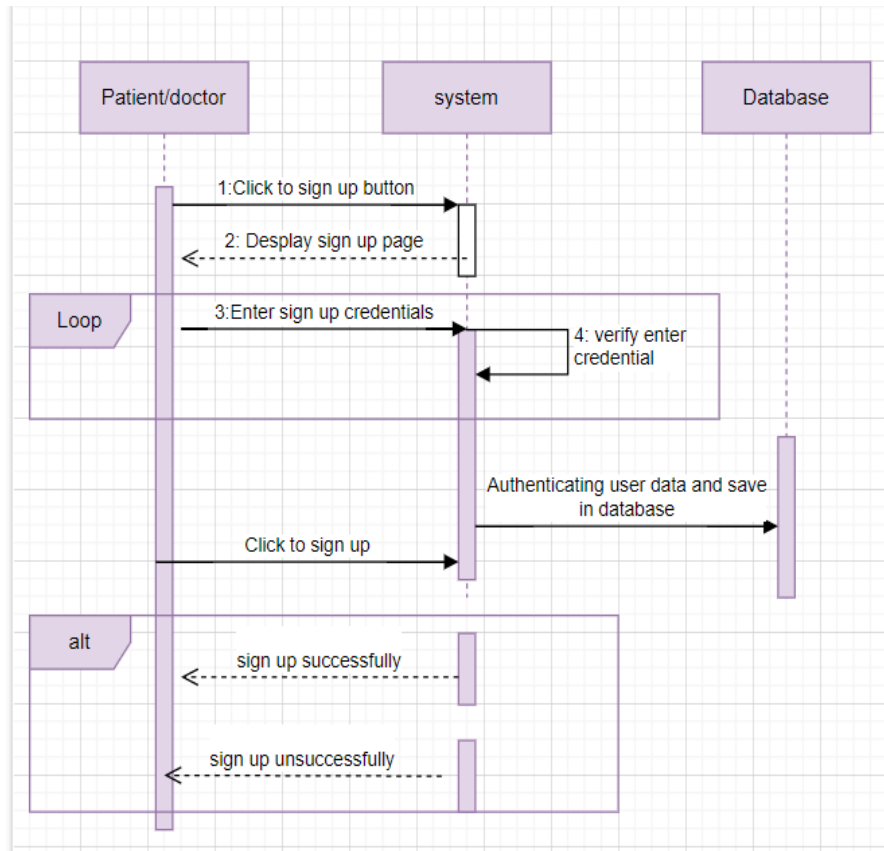 Patient/doctor
system
Database
1:Click to sign up button
2: Desplay sign up page
Loop
3:Enter sign up credentials
4: verify enter
credential
Authenticating user data and save
in database
Click to sign up
alt
sign up successfully
sign up unsuccessfully